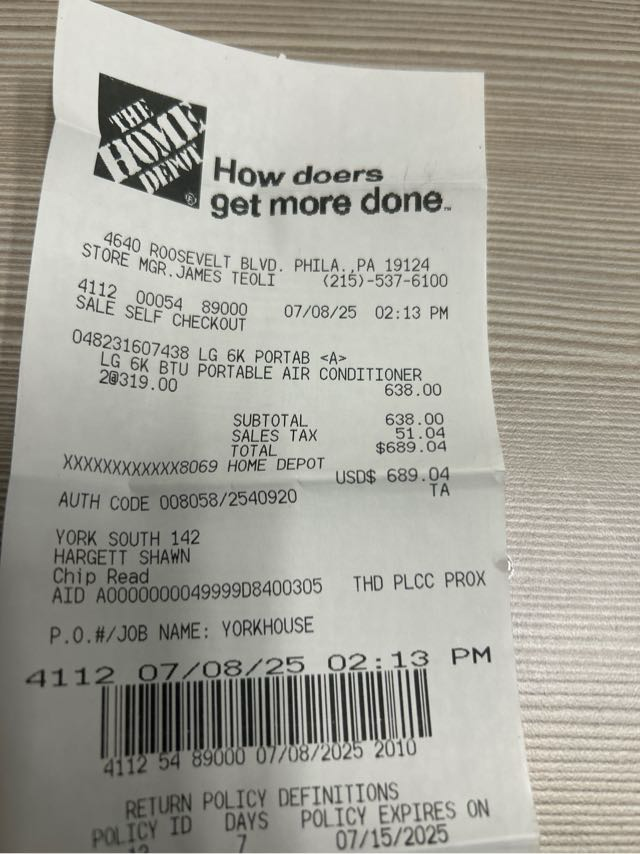 THE
HOME
DEPOT
®
How doers
get more done.™
4640 ROOSEVELT BLVD. PHILA.,PA 19124
STORE MGR.JAMES TEOLI (215)-537-6100
4112 00054 89000 07/08/25 02:13 PM
SALE SELF CHECKOUT
048231607438 LG 6K PORTAB <A>
LG 6K BTU PORTABLE AIR CONDITIONER
2@319.00 638.00
SUBTOTAL 638.00
SALES TAX 51.04
TOTAL $689.04
XXXXXXXXXXXX8069 HOME DEPOT
USD$ 689.04
AUTH CODE 008058/2540920 TA
YORK SOUTH 142
HARGETT SHAWN
Chip Read
AID A0000000049999D8400305 THD PLCC PROX
P.O.#/JOB NAME: YORKHOUSE
4112 07/08/25 02:13 PM
4112 54 89000 07/08/2025 2010
RETURN POLICY DEFINITIONS
POLICY ID DAYS POLICY EXPIRES ON
7 07/15/2025